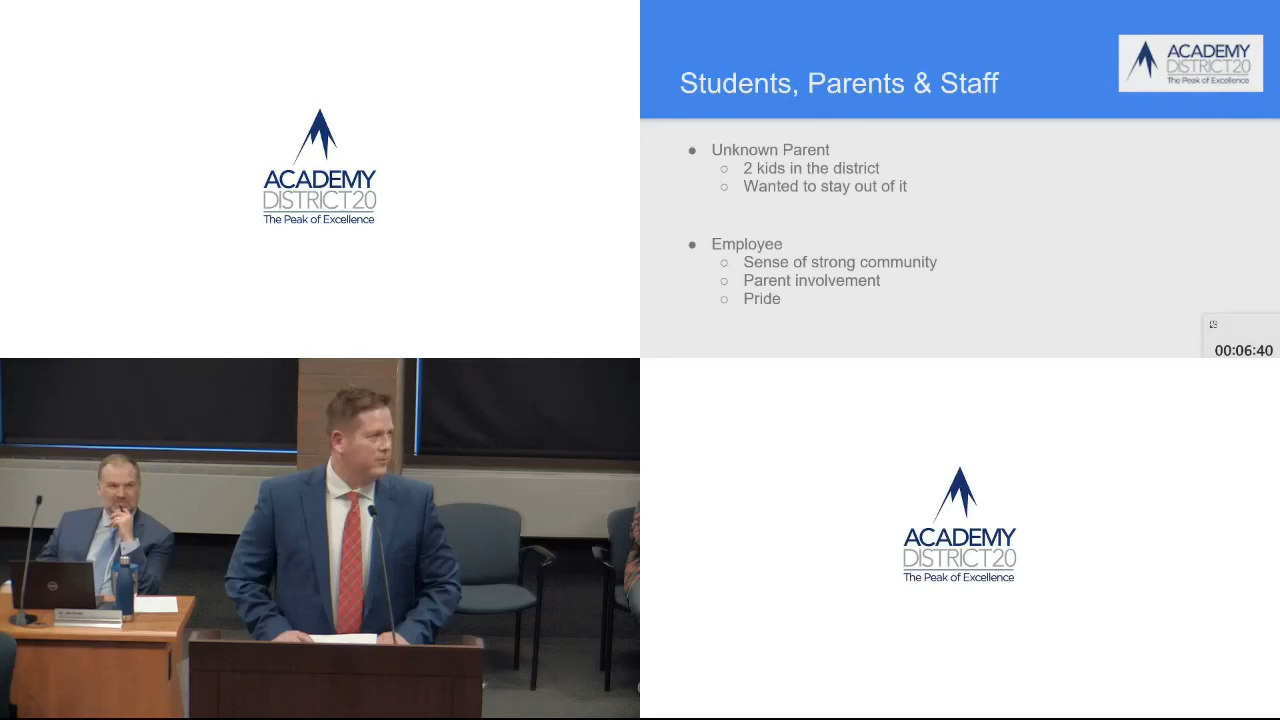 ACADEMY
DISTRICT20
The Peak of Excellence
Students, Parents & Staff
ACADEMY
DISTRICT20
The Peak of Excellence
● Unknown Parent
○ 2 kids in the district
○ Wanted to stay out of it
● Employee
○ Sense of strong community
○ Parent involvement
○ Pride
00:06:40
ACADEMY
DISTRICT20
The Peak of Excellence